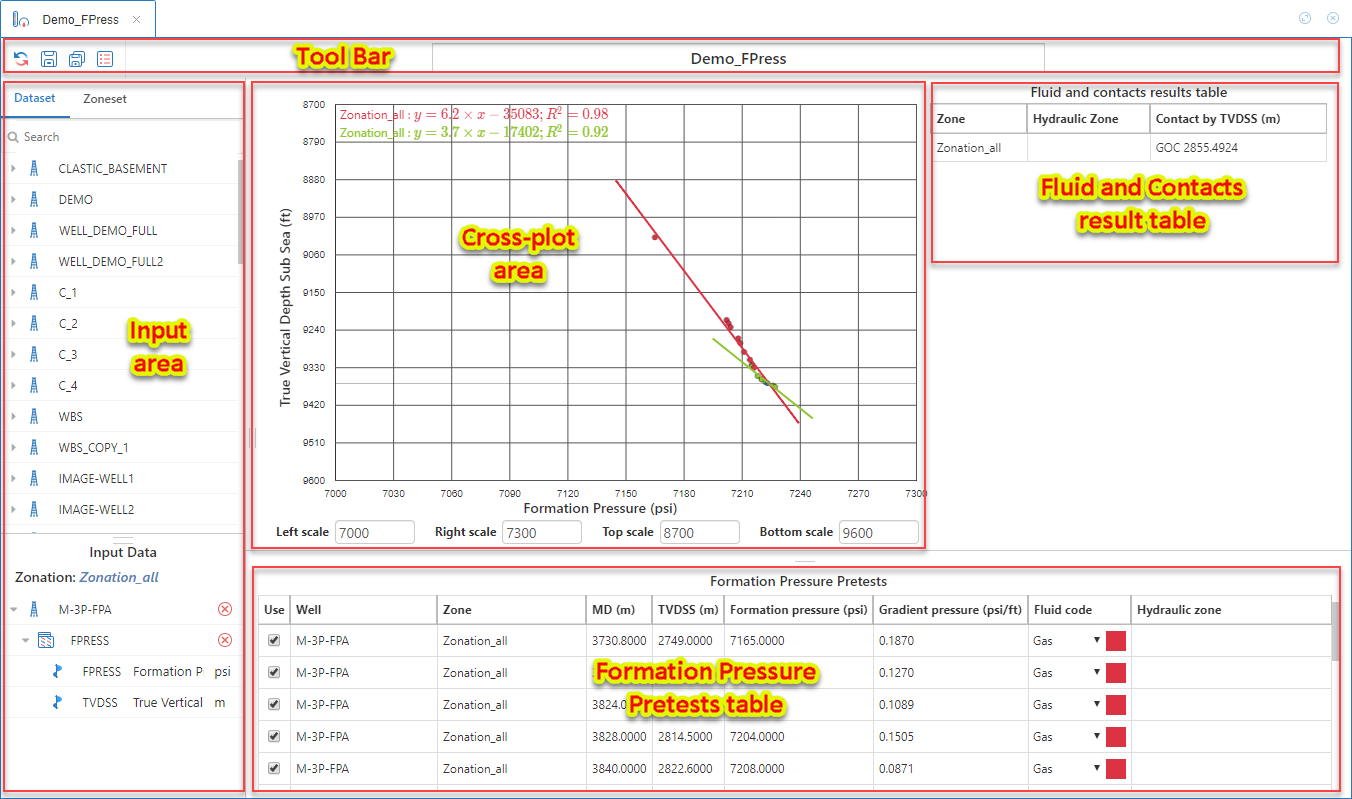 Demo_FPress
Tool Bar
Demo_FPress
Dataset Zoneset
Search
CLASTIC_BASEMENT
DEMO
WELL_DEMO_FULL
WELL_DEMO_FULL2
C_1
C_2
C_3
C_4
WBS
WBS_COPY_1
IMAGE-WELL1
IMAGE-WELL2
Input
area
Input Data
Zonation: Zonation_all
M-3P-FPA
FPRESS
FPRESS Formation P psi
TVDSS True Vertical m
Zonation_all : y = 6.2 × x − 35083; R² = 0.98
Zonation_all : y = 3.7 × x − 17402; R² = 0.92
True Vertical Depth Sub Sea (ft)
8700
8790
8880
8970
9060
9150
9240
9330
9420
9510
9600
Cross-plot
area
7000 7030 7060 7090 7120 7150 7180 7210 7240 7270 7300
Formation Pressure (psi)
Left scale 7000 Right scale 7300 Top scale 8700 Bottom scale 9600
Fluid and contacts results table
Zone Hydraulic Zone Contact by TVDSS (m)
Zonation_all GOC 2855.4924
Fluid and Contacts
result table
Formation Pressure Pretests
Use Well Zone MD (m) TVDSS (m) Formation pressure (psi) Gradient pressure (psi/ft) Fluid code Hydraulic zone
M-3P-FPA Zonation_all 3730.8000 2749.0000 7165.0000 0.1870 Gas
M-3P-FPA Zonation_all 0.1270 Gas
M-3P-FPA Zonation_all 3824.0 0.1089 Gas
M-3P-FPA Zonation_all 3828.0000 2814.5000 7204.0000 0.1505 Gas
M-3P-FPA Zonation_all 3840.0000 2822.6000 7208.0000 0.0871 Gas
Formation Pressure
Pretests table